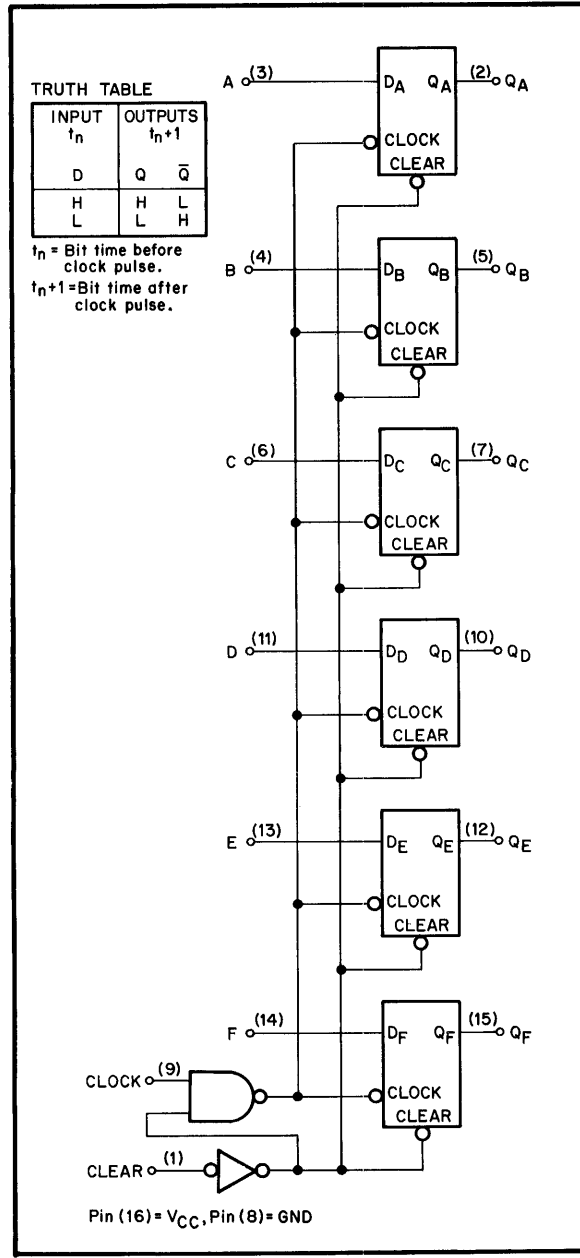 TRUTH TABLE
INPUT OUTPUTS
tn tn+1
D Q Q̅
H H L
L L H
tn = Bit time before
clock pulse.
tn+1=Bit time after
clock pulse.
A (3) DA QA (2) QA
CLOCK
CLEAR
B (4) DB QB (5) QB
CLOCK
CLEAR
C (6) DC QC (7) QC
CLOCK
CLEAR
D (11) DD QD (10) QD
CLOCK
CLEAR
E (13) DE QE (12) QE
CLOCK
CLEAR
F (14) DF QF (15) QF
CLOCK (9) CLOCK
CLEAR
CLEAR (1)
Pin (16)= VCC, Pin (8)= GND